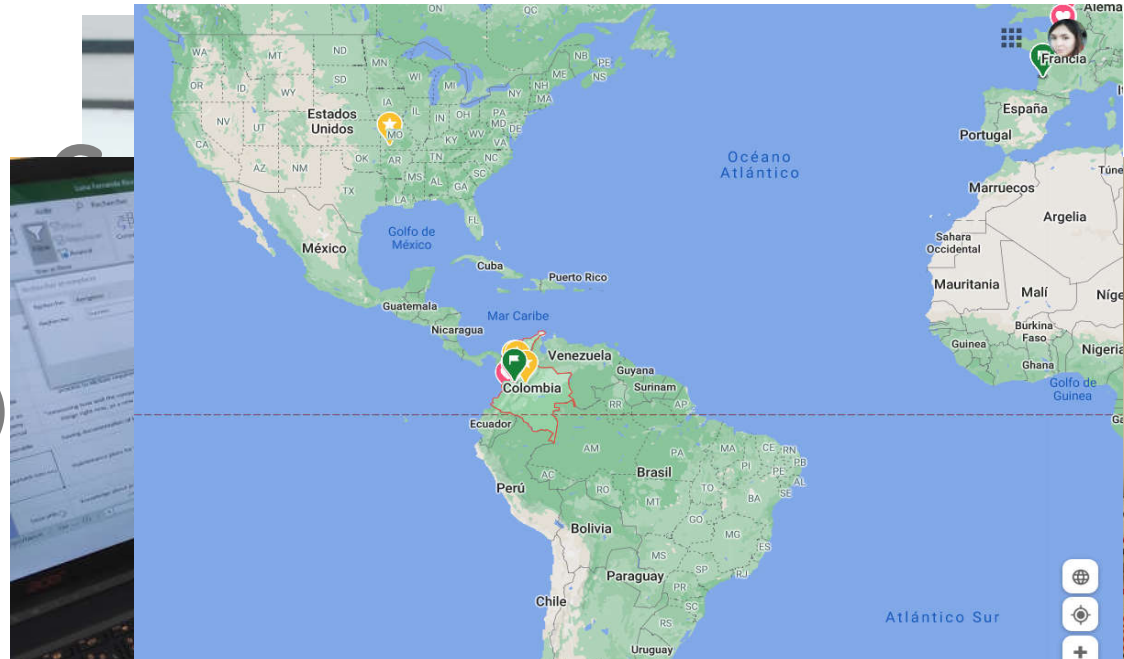 ON
QC
Alema
WA
MT
ND
MN
NB
PE
NS
ME
Francia
OR
ID
WY
SD
WI
MI
NY
NH
MA
IA
España
Estados
Unidos
NV
UT
IL
IN
OH
PA
MD
DE
CA
MO
KY
WV
VA
Portugal
OK
AR
TN
NC
AZ
NM
MS
AL
GA
SC
TX
LA
FL
Océano
Atlántico
Túne
Marruecos
Argelia
Golfo de
México
México
Sahara
Occidental
Cuba
Puerto Rico
Mauritania
Malí
Níge
Guatemala
Mar Caribe
Nicaragua
Burkina
Faso
Guinea
Nigeria
Ghana
Venezuela
Guyana
Surinam
Colombia
Golfo de
Guinea
RR
AP
Ga
Ecuador
AM
PA
MA
CE
RN
PB
PI
PE
AL
SE
AC
Brasil
TO
BA
Perú
RO
MT
GO
MG
ES
Bolivia
MS
SP
RJ
Paraguay
PR
SC
Chile
RS
Atlántico Sur
Uruguay
Rechercher